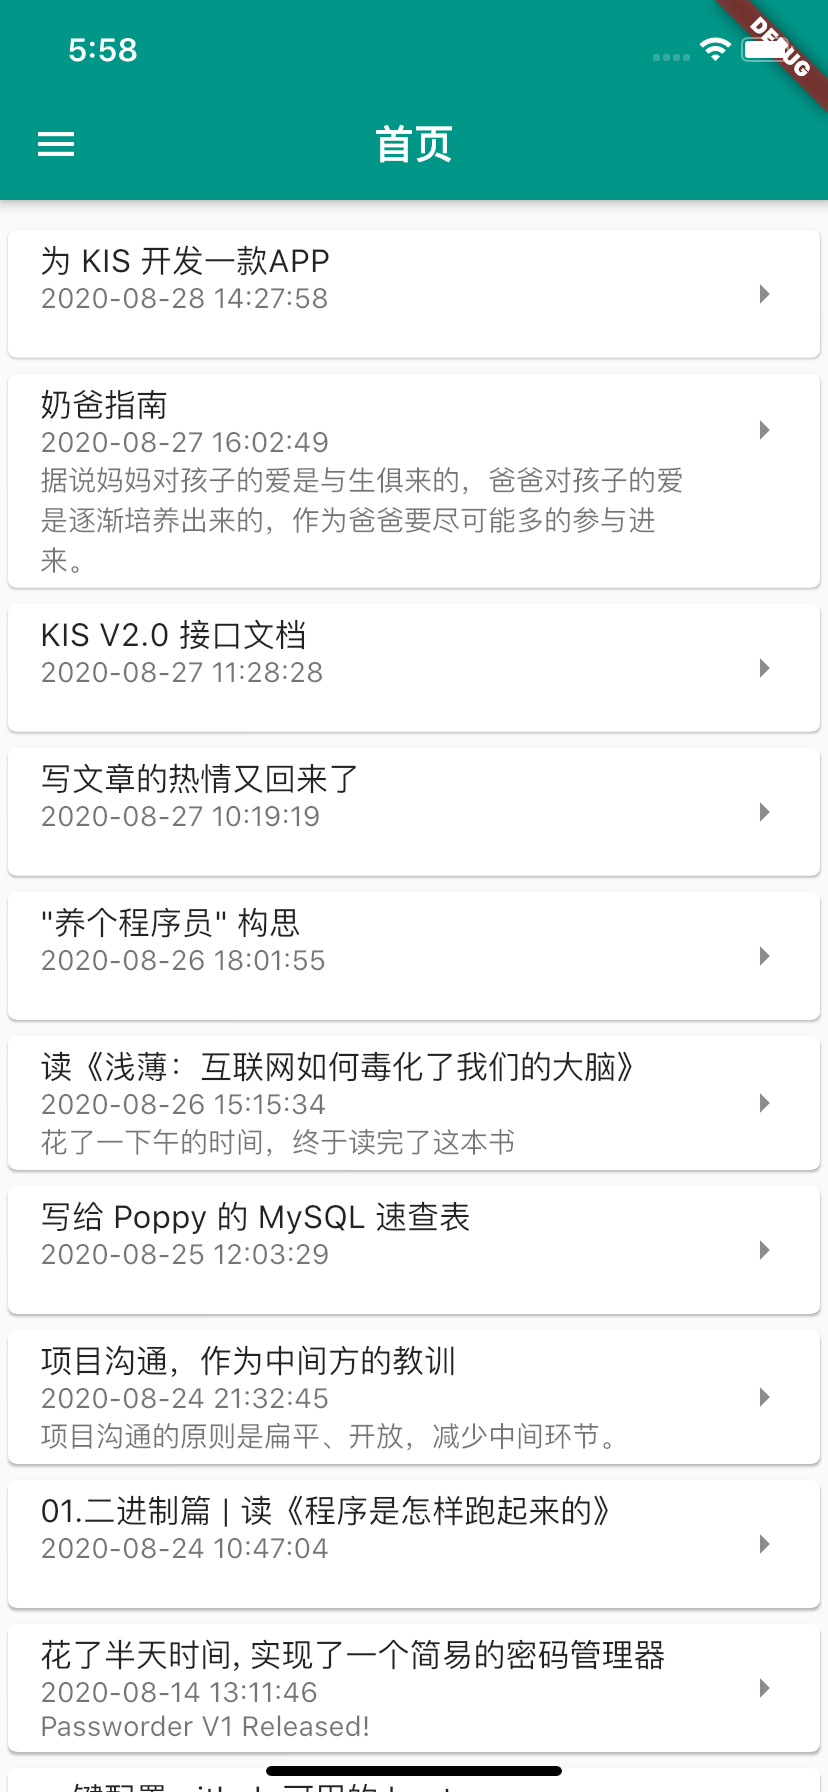 5:58
DEBUG
首页
为 KIS 开发一款APP
2020-08-28 14:27:58
奶爸指南
2020-08-27 16:02:49
据说妈妈对孩子的爱是与生俱来的，爸爸对孩子的爱
是逐渐培养出来的，作为爸爸要尽可能多的参与进
来。
KIS V2.0 接口文档
2020-08-27 11:28:28
写文章的热情又回来了
2020-08-27 10:19:19
"养个程序员" 构思
2020-08-26 18:01:55
读《浅薄：互联网如何毒化了我们的大脑》
2020-08-26 15:15:34
花了一下午的时间，终于读完了这本书
写给 Poppy 的 MySQL 速查表
2020-08-25 12:03:29
项目沟通，作为中间方的教训
2020-08-24 21:32:45
项目沟通的原则是扁平、开放，减少中间环节。
01.二进制篇 | 读《程序是怎样跑起来的》
2020-08-24 10:47:04
花了半天时间, 实现了一个简易的密码管理器
2020-08-14 13:11:46
Passworder V1 Released!